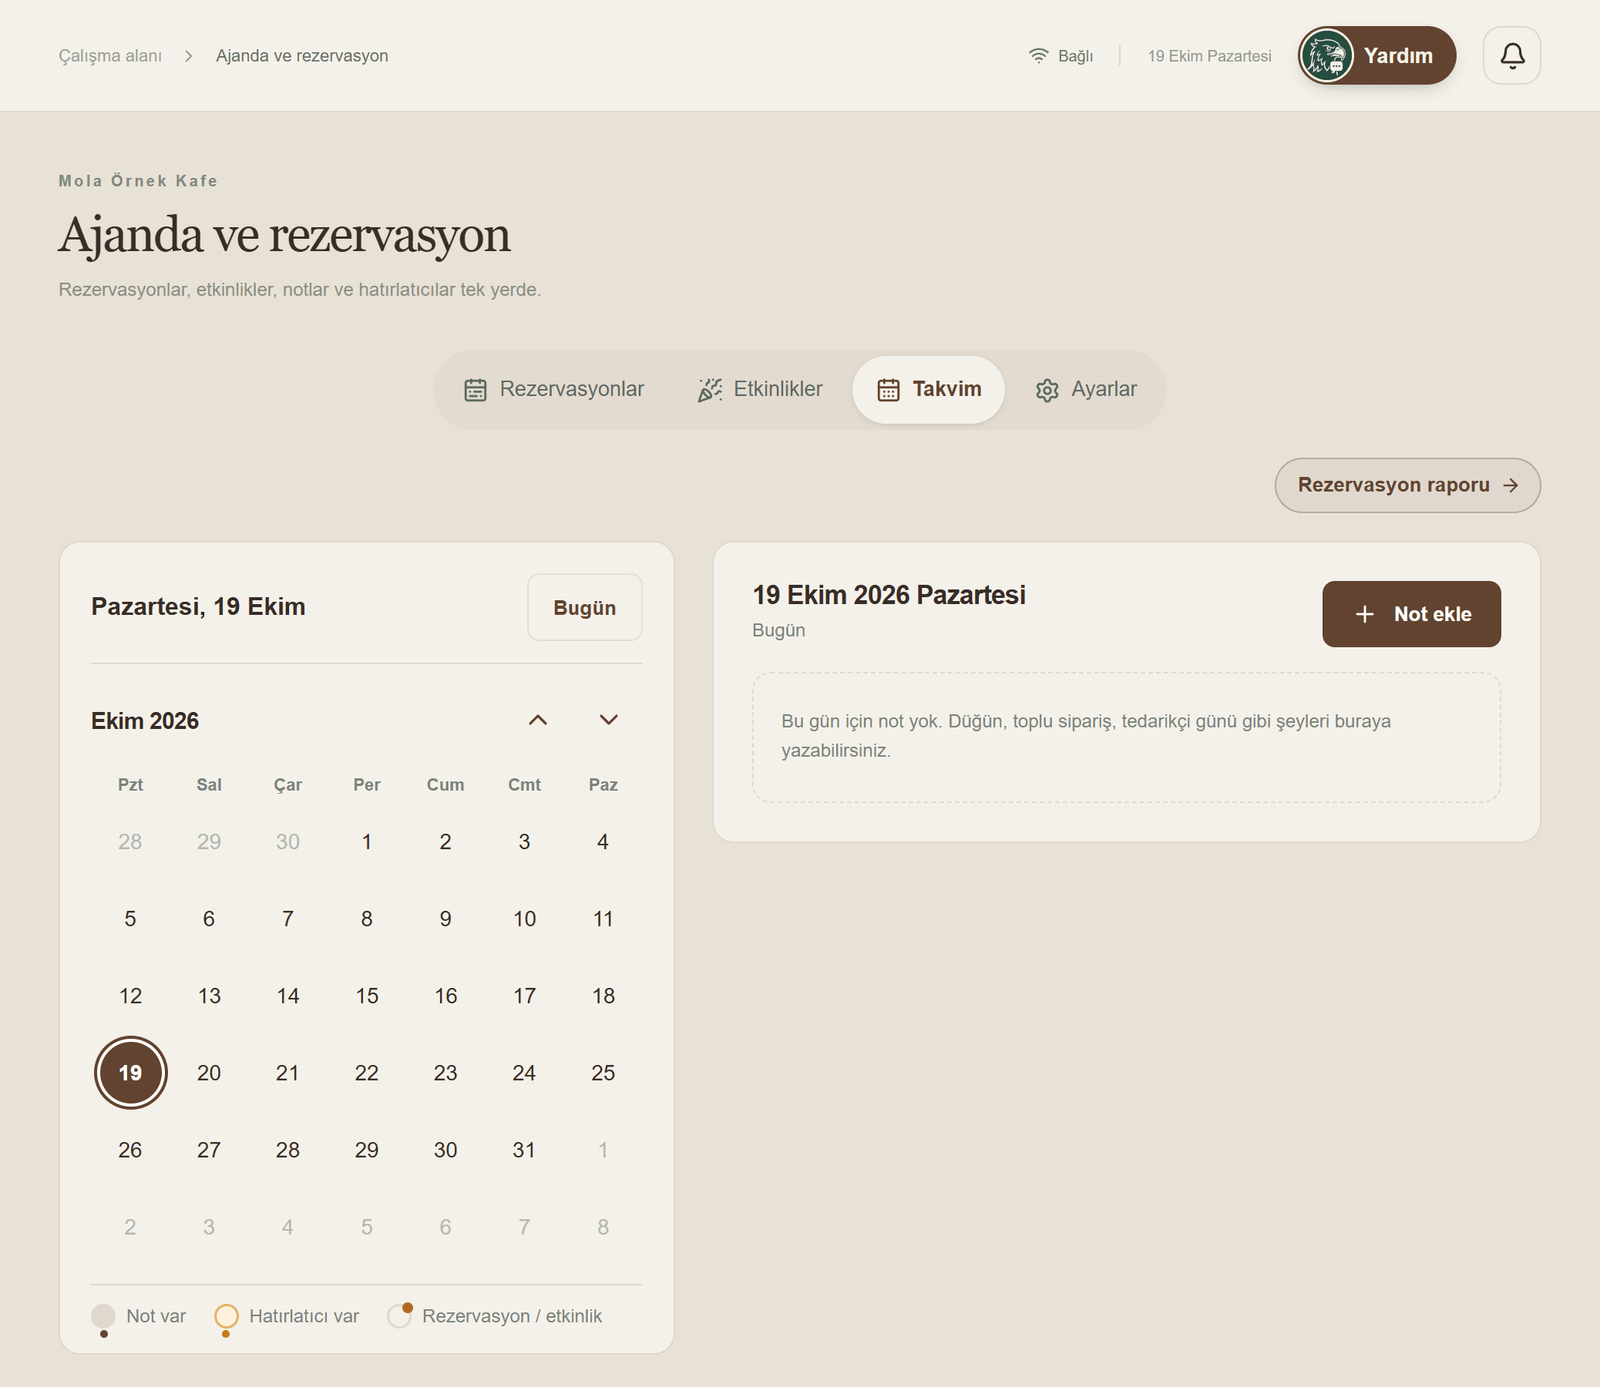 Çalışma alanı
Ajanda ve rezervasyon
Bağlı
19 Ekim Pazartesi
Yardım
Mola Örnek Kafe
Ajanda ve rezervasyon
Rezervasyonlar, etkinlikler, notlar ve hatırlatıcılar tek yerde.
Rezervasyonlar
Etkinlikler
Takvim
Ayarlar
Rezervasyon raporu
Pazartesi, 19 Ekim
Bugün
Ekim 2026
Pzt Sal Çar Per Cum Cmt Paz
28 29 30 1 2 3 4
5 6 7 8 9 10 11
12 13 14 15 16 17 18
19 20 21 22 23 24 25
26 27 28 29 30 31 1
2 3 4 5 6 7 8
Not var
Hatırlatıcı var
Rezervasyon / etkinlik
19 Ekim 2026 Pazartesi
Bugün
Not ekle
Bu gün için not yok. Düğün, toplu sipariş, tedarikçi günü gibi şeyleri buraya
yazabilirsiniz.